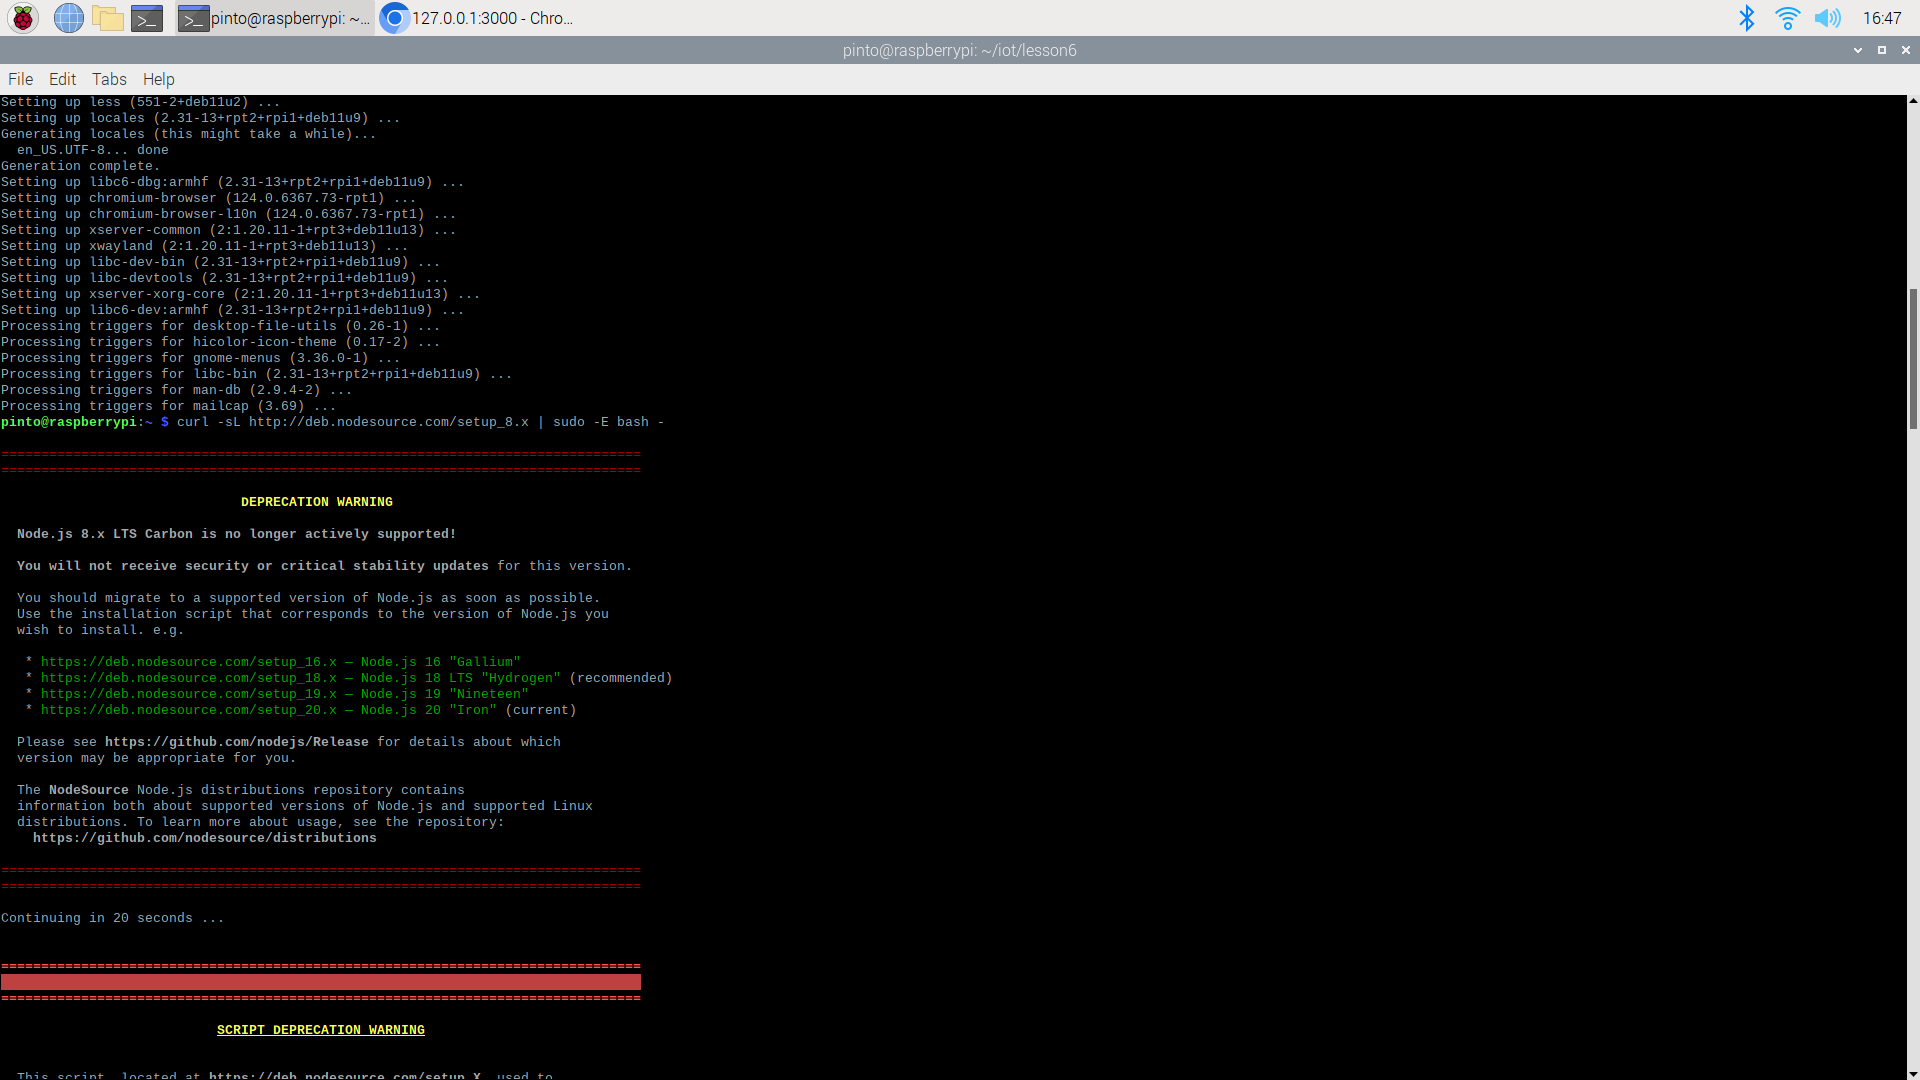 pinto@raspberrypi: ~... 127.0.0.1:3000 - Chro... 16:47
pinto@raspberrypi: ~/iot/lesson6
File Edit Tabs Help
Setting up less (551-2+deb11u2) ...
Setting up locales (2.31-13+rpt2+rpi1+deb11u9) ...
Generating locales (this might take a while)...
  en_US.UTF-8... done
Generation complete.
Setting up libc6-dbg:armhf (2.31-13+rpt2+rpi1+deb11u9) ...
Setting up chromium-browser (124.0.6367.73-rpt1) ...
Setting up chromium-browser-l10n (124.0.6367.73-rpt1) ...
Setting up xserver-common (2:1.20.11-1+rpt3+deb11u13) ...
Setting up xwayland (2:1.20.11-1+rpt3+deb11u13) ...
Setting up libc-dev-bin (2.31-13+rpt2+rpi1+deb11u9) ...
Setting up libc-devtools (2.31-13+rpt2+rpi1+deb11u9) ...
Setting up xserver-xorg-core (2:1.20.11-1+rpt3+deb11u13) ...
Setting up libc6-dev:armhf (2.31-13+rpt2+rpi1+deb11u9) ...
Processing triggers for desktop-file-utils (0.26-1) ...
Processing triggers for hicolor-icon-theme (0.17-2) ...
Processing triggers for gnome-menus (3.36.0-1) ...
Processing triggers for libc-bin (2.31-13+rpt2+rpi1+deb11u9) ...
Processing triggers for man-db (2.9.4-2) ...
Processing triggers for mailcap (3.69) ...
pinto@raspberrypi:~ $ curl -sL http://deb.nodesource.com/setup_8.x | sudo -E bash -
================================================================================
================================================================================
DEPRECATION WARNING
Node.js 8.x LTS Carbon is no longer actively supported!
You will not receive security or critical stability updates for this version.
You should migrate to a supported version of Node.js as soon as possible.
Use the installation script that corresponds to the version of Node.js you
wish to install. e.g.
* https://deb.nodesource.com/setup_16.x — Node.js 16 "Gallium"
* https://deb.nodesource.com/setup_18.x — Node.js 18 LTS "Hydrogen" (recommended)
* https://deb.nodesource.com/setup_19.x — Node.js 19 "Nineteen"
* https://deb.nodesource.com/setup_20.x — Node.js 20 "Iron" (current)
Please see https://github.com/nodejs/Release for details about which
version may be appropriate for you.
The NodeSource Node.js distributions repository contains
information both about supported versions of Node.js and supported Linux
distributions. To learn more about usage, see the repository:
https://github.com/nodesource/distributions
================================================================================
================================================================================
Continuing in 20 seconds ...
================================================================================
================================================================================
SCRIPT DEPRECATION WARNING
This script, located at https://deb.nodesource.com/setup_X, used to